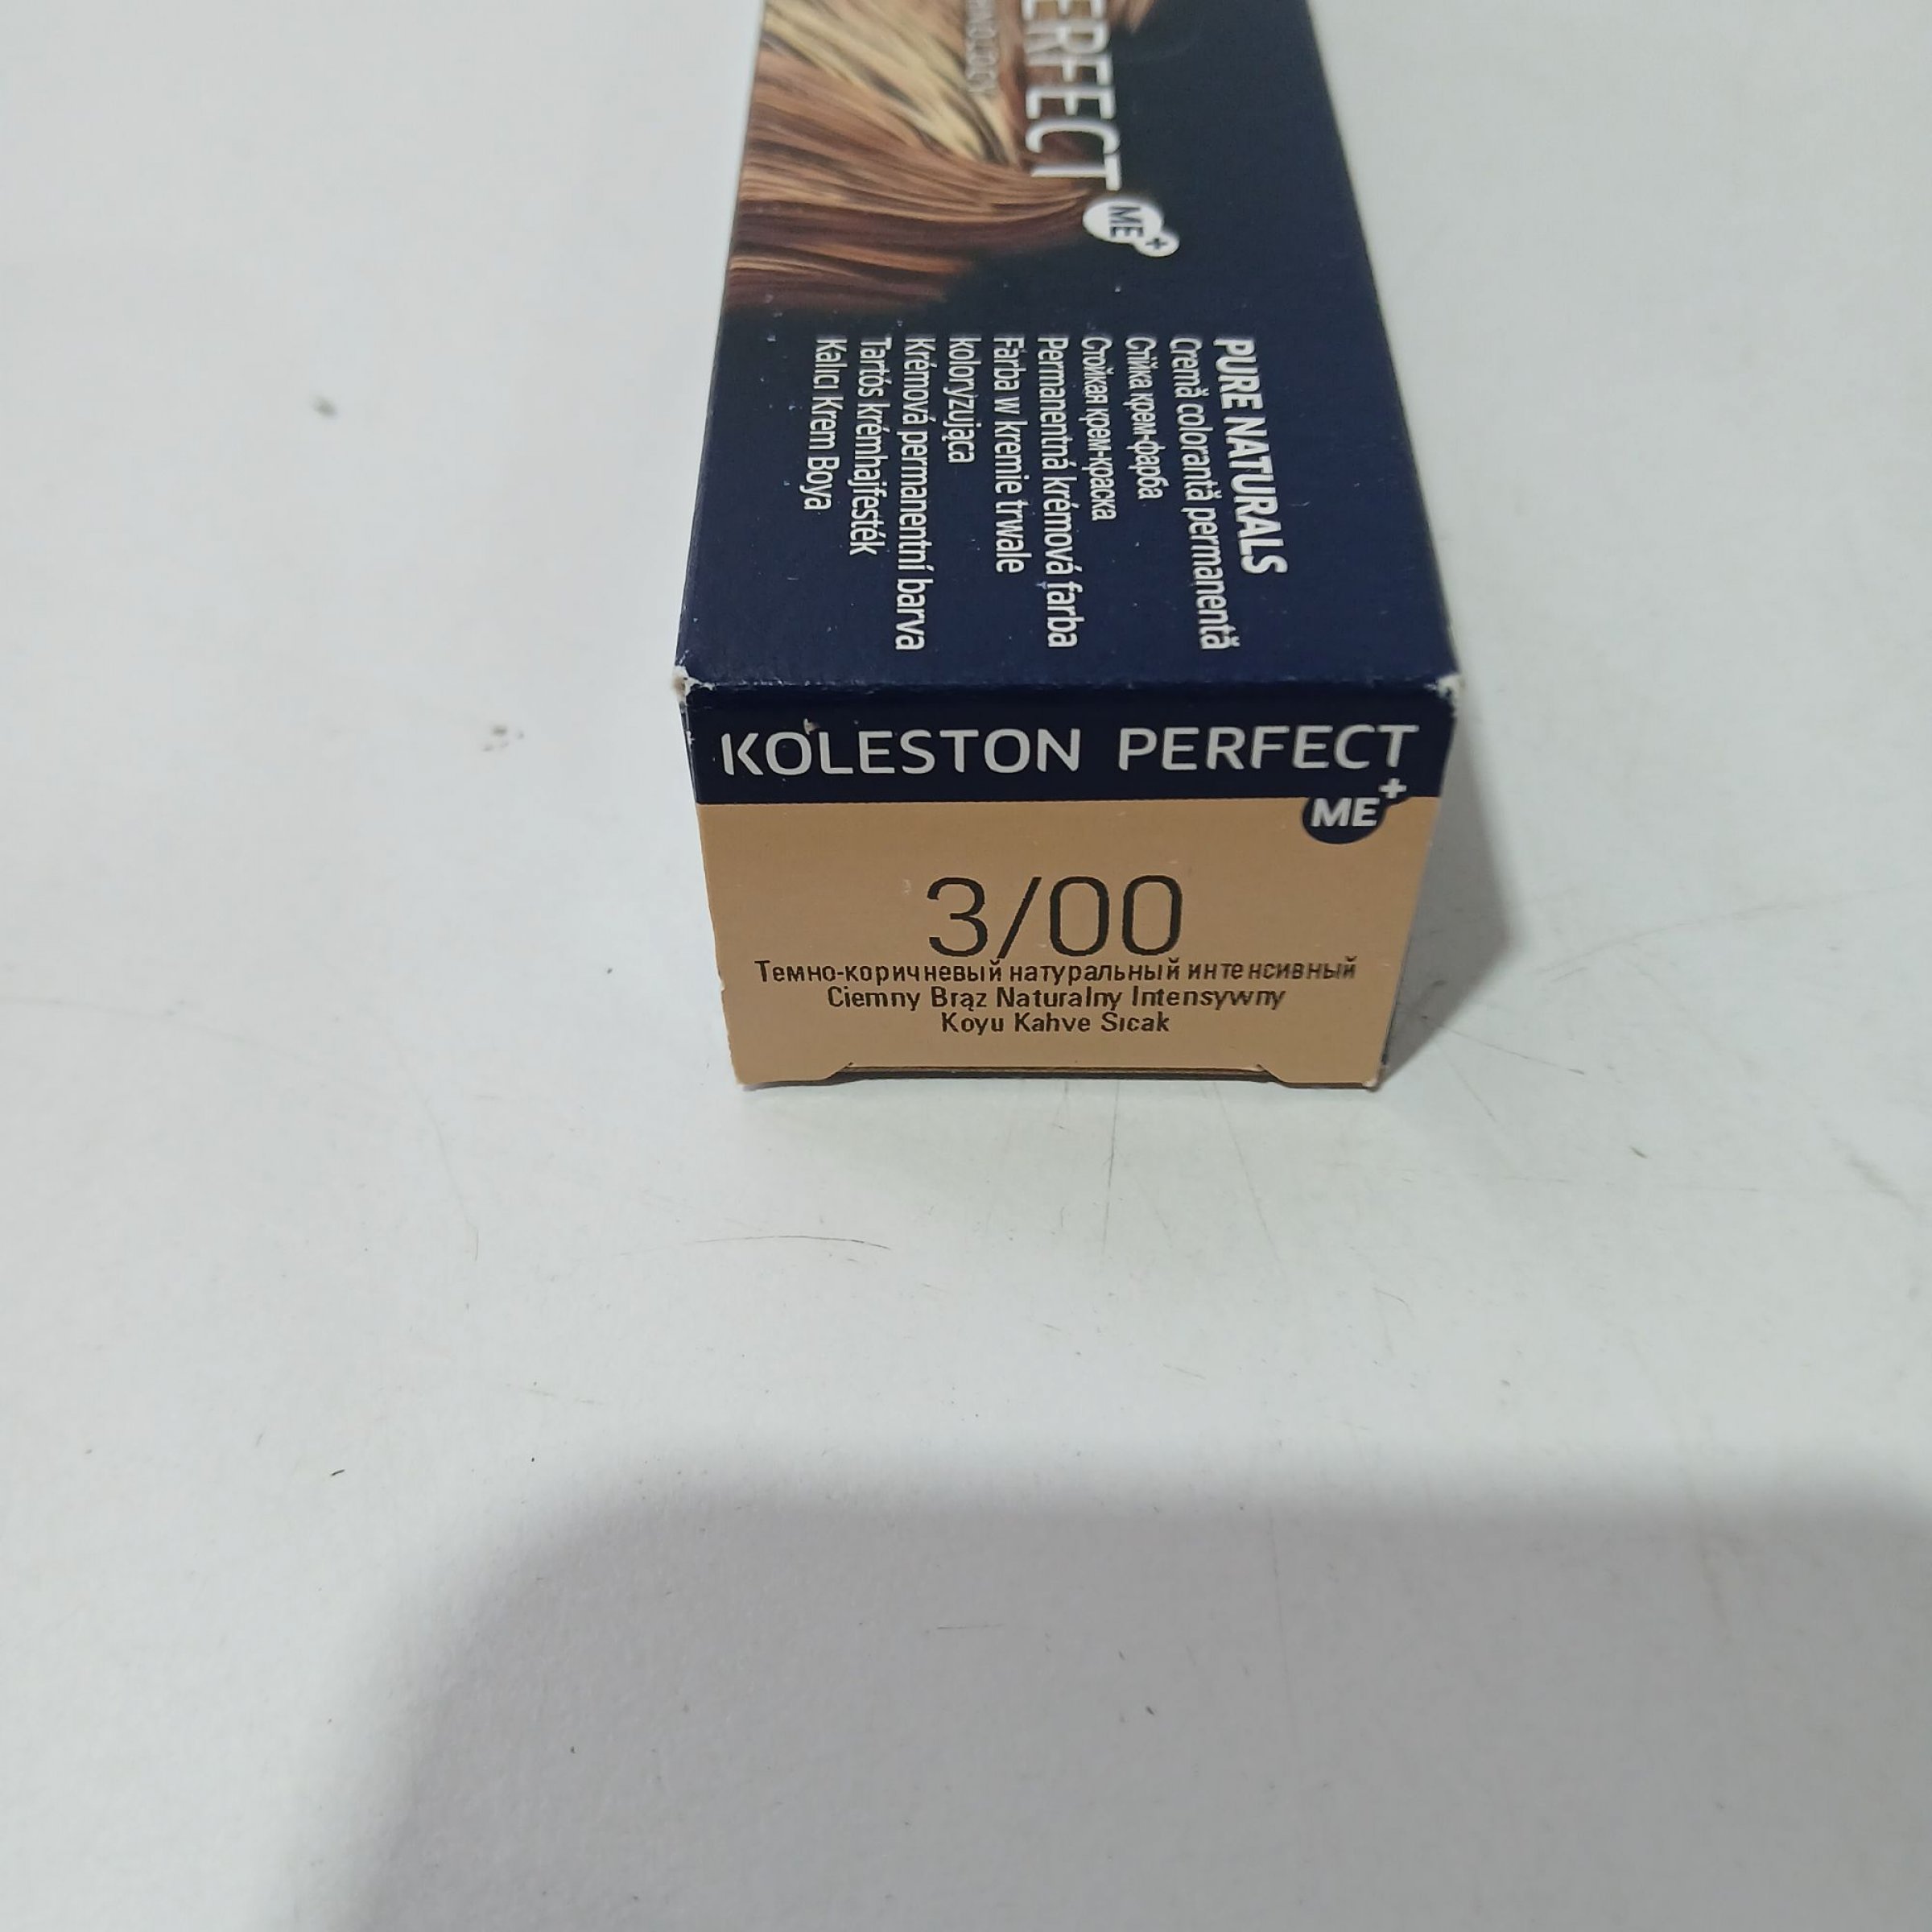 PERFECT
ME+
PURE NATURALS
Cremă colorantă permanentă
Стійка крем-фарба
Стойкая крем-краска
Permanentná krémová farba
Farba w kremie trwale
koloryzująca
Krémová permanentní barva
Tartós krémhajfesték
Kalıcı Krem Boya
KOLESTON PERFECT
ME+
3/00
Темно-коричневый натуральный интенсивный
Ciemny Brąz Naturalny Intensywny
Koyu Kahve Sıcak